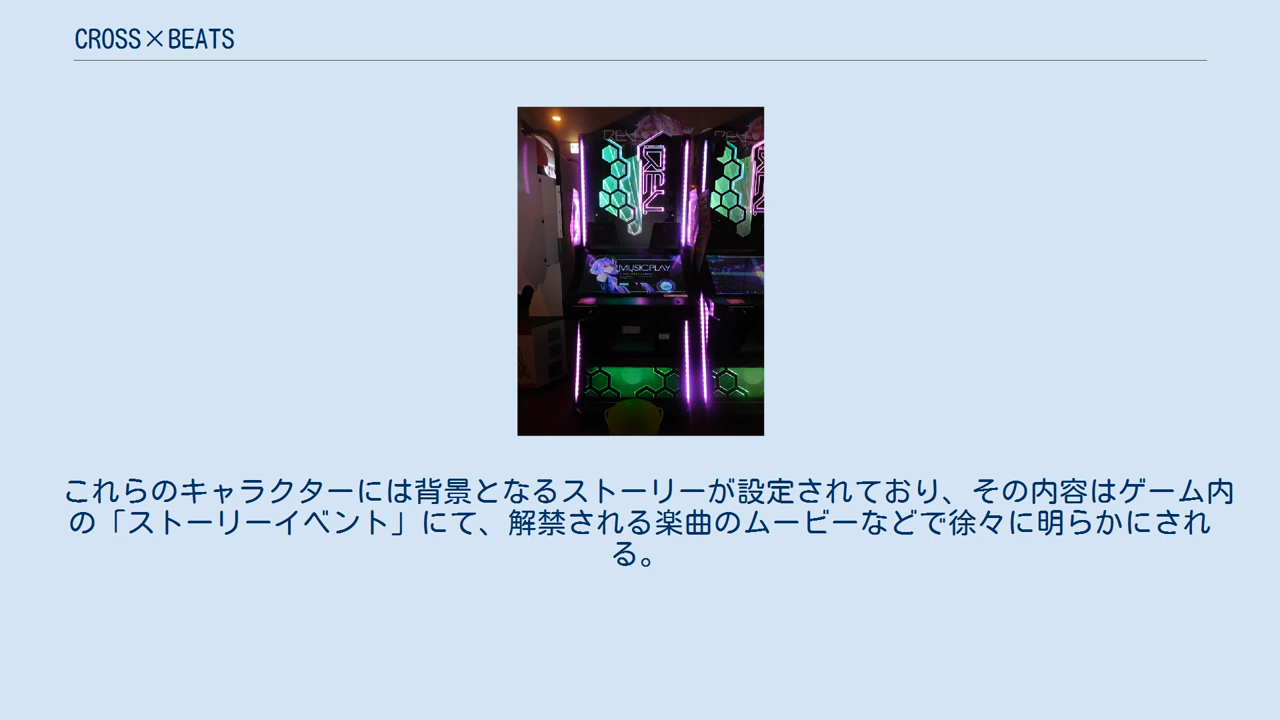 CROSS×BEATS
REV.
MUSIC PLAY
これらのキャラクターには背景となるストーリーが設定されており、その内容はゲーム内
の「ストーリーイベント」にて、解禁される楽曲のムービーなどで徐々に明らかにされ
る。